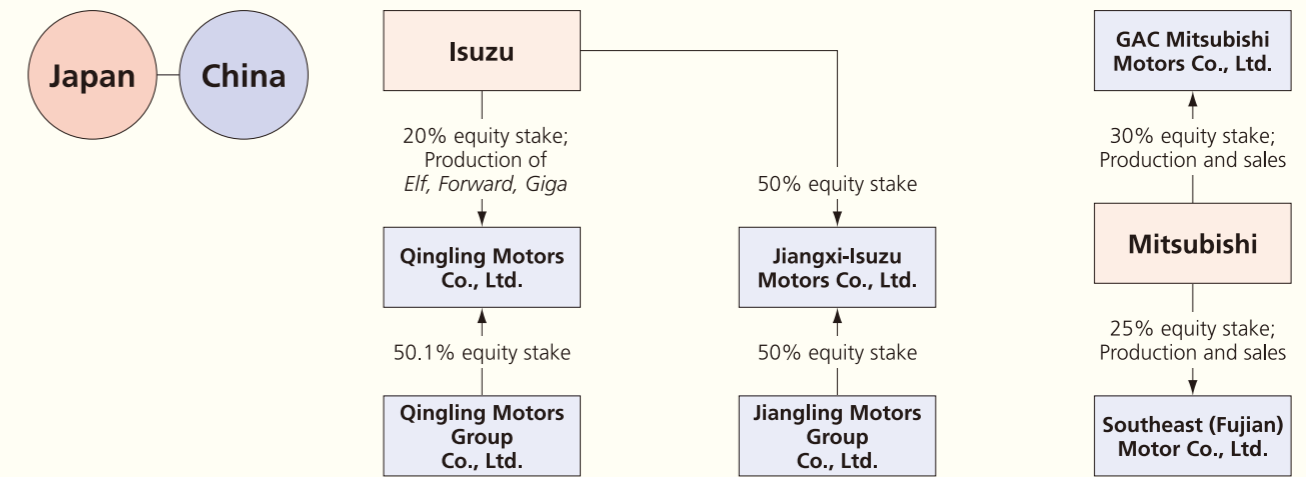 Japan
China
Isuzu
20% equity stake;
Production of
Elf, Forward, Giga
50% equity stake
Qingling Motors
Co., Ltd.
Jiangxi-Isuzu
Motors Co., Ltd.
50.1% equity stake
50% equity stake
Qingling Motors
Group
Co., Ltd.
Jiangling Motors
Group
Co., Ltd.
GAC Mitsubishi
Motors Co., Ltd.
30% equity stake;
Production and sales
Mitsubishi
25% equity stake;
Production and sales
Southeast (Fujian)
Motor Co., Ltd.